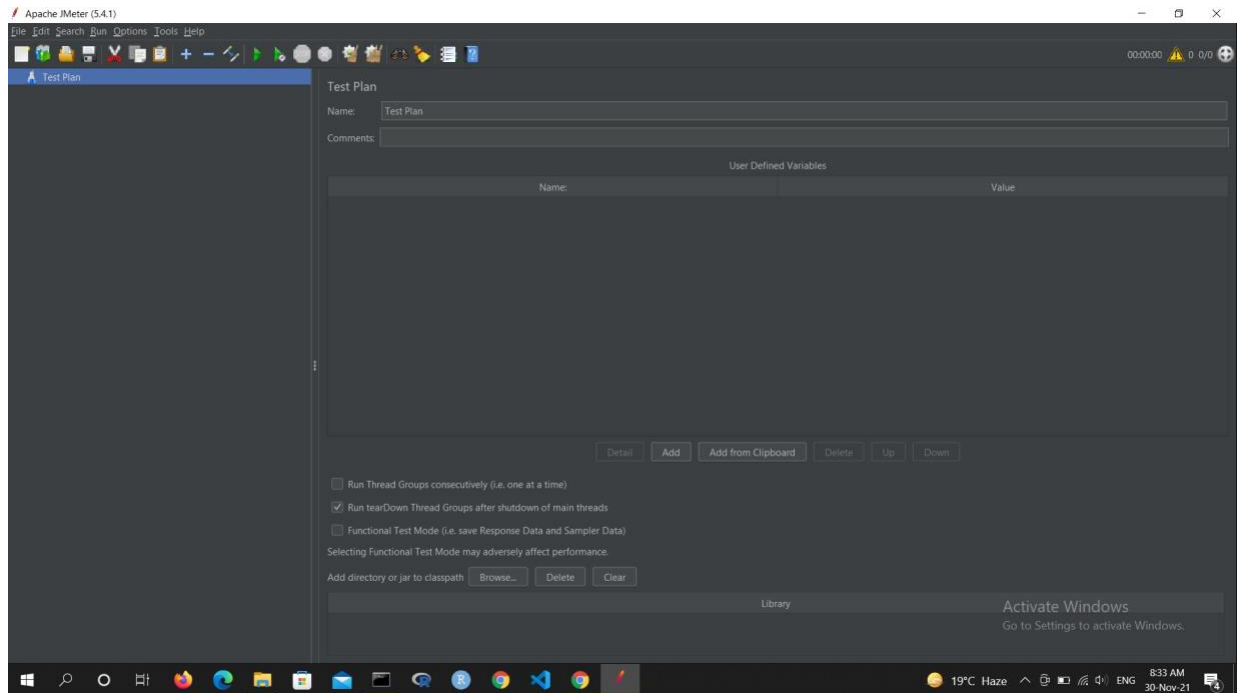 Apache JMeter (5.4.1)
File Edit Search Run Options Tools Help
00:00:00 0 0/0
Test Plan
Test Plan
Name: Test Plan
Comments:
User Defined Variables
Name: Value
Detail Add Add from Clipboard Delete Up Down
Run Thread Groups consecutively (i.e. one at a time)
Run tearDown Thread Groups after shutdown of main threads
Functional Test Mode (i.e. save Response Data and Sampler Data)
Selecting Functional Test Mode may adversely affect performance.
Add directory or jar to classpath Browse... Delete Clear
Library
Activate Windows
Go to Settings to activate Windows.
19°C Haze ENG 8:33 AM
30-Nov-21 4